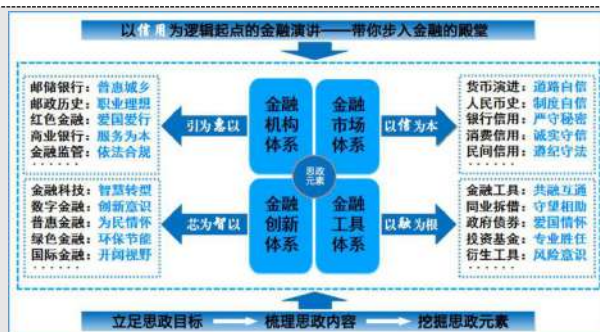 以信用为逻辑起点的金融演讲——带你步入金融的殿堂
邮储银行：普惠城乡
邮政历史：职业理想
红色金融：爱国爱行
商业银行：服务为本
金融监管：依法合规
······
引为惠以
金融
机构
体系
金融
市场
体系
以信为本
货币演进：道路自信
人民币史：制度自信
银行信用：严守秘密
消费信用：诚实守信
民间信用：遵纪守法
······
思政
元素
金融科技：智慧转型
数字金融：创新意识
普惠金融：为民情怀
绿色金融：环保节能
国际金融：开阔视野
······
芯为智以
金融
创新
体系
金融
工具
体系
以融为根
金融工具：共融互通
同业拆借：守望相助
政府债券：爱国情怀
投资基金：专业胜任
衍生工具：风险意识
······
立足思政目标 梳理思政内容 挖掘思政元素